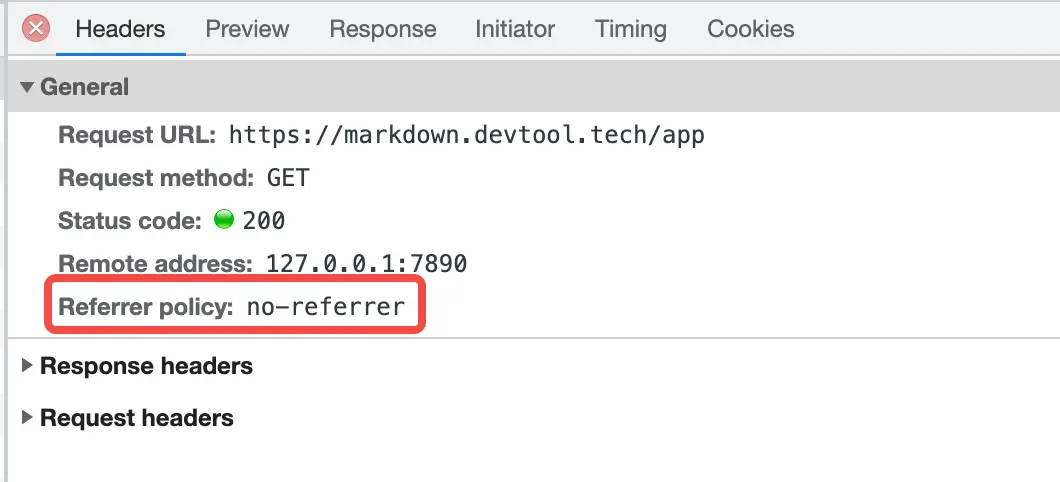 Headers Preview Response Initiator Timing Cookies
General
Request URL: https://markdown.devtool.tech/app
Request method: GET
Status code: 200
Remote address: 127.0.0.1:7890
Referrer policy: no-referrer
Response headers
Request headers